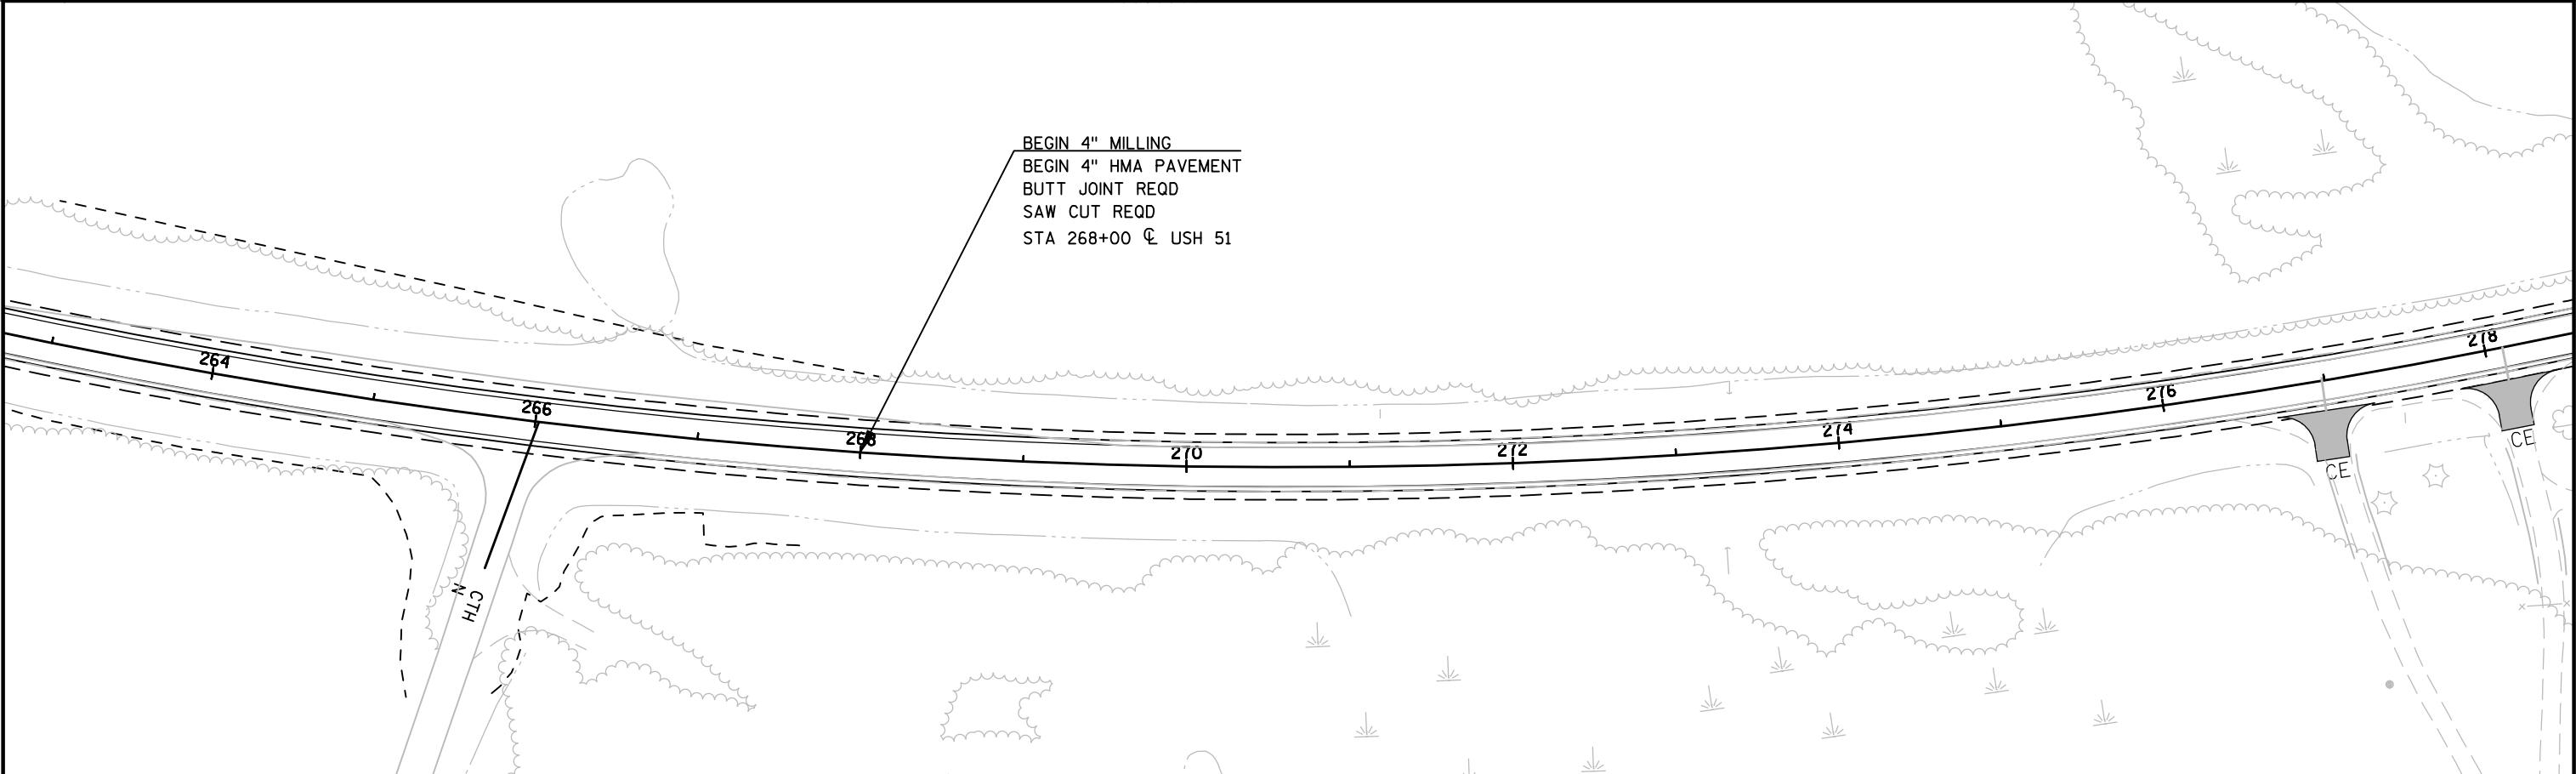 BEGIN 4" MILLING
BEGIN 4" HMA PAVEMENT
BUTT JOINT REQD
SAW CUT REQD
STA 268+00 ℄ USH 51
264
266
268
270
272
274
276
278
CE
CE
CTH
N